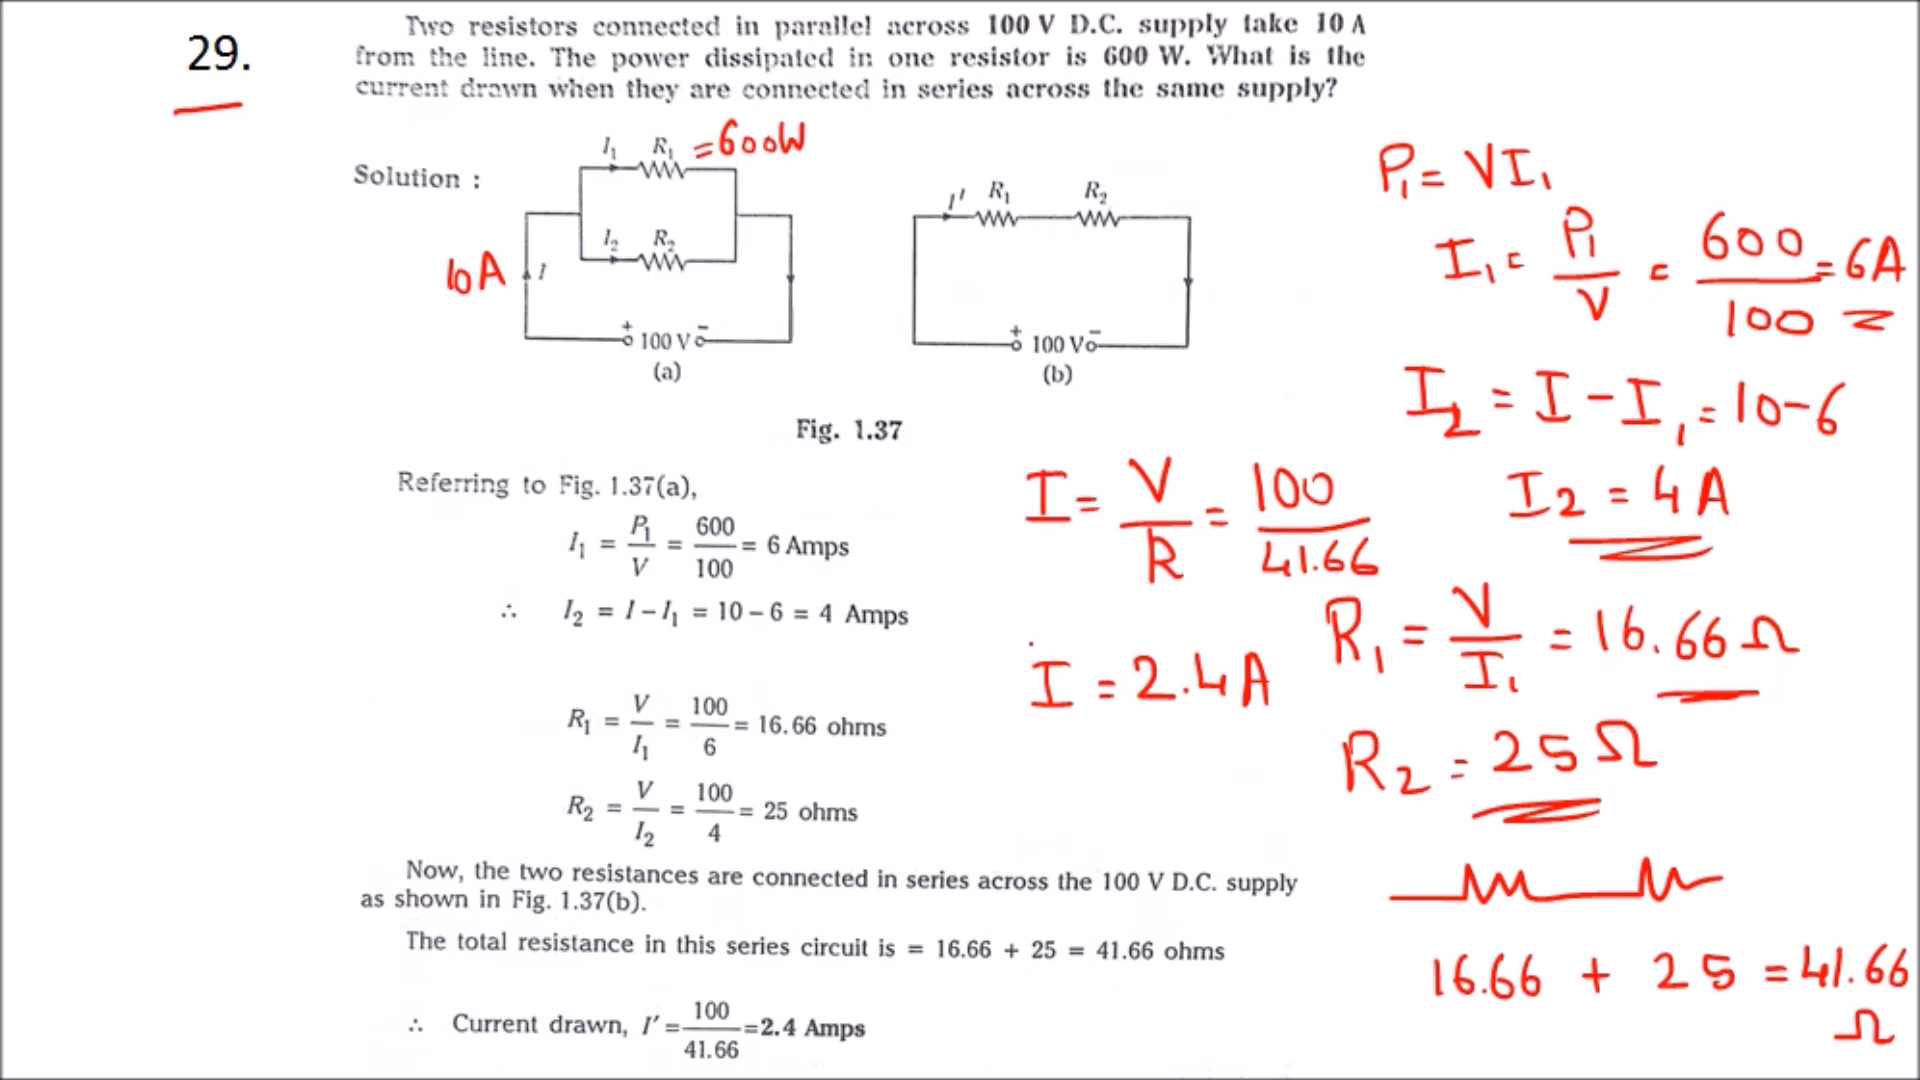 29.
Two resistors connected in parallel across 100 V D.C. supply take 10 A
from the line. The power dissipated in one resistor is 600 W. What is the
current drawn when they are connected in series across the same supply?
Solution :
I₁ R₁ =600W
I₂ R₂
10A I
+ 100 V −
(a)
I′ R₁ R₂
+ 100 V −
(b)
Fig. 1.37
Referring to Fig. 1.37(a),
I₁ = P₁/V = 600/100 = 6 Amps
∴ I₂ = I – I₁ = 10 – 6 = 4 Amps
R₁ = V/I₁ = 100/6 = 16.66 ohms
R₂ = V/I₂ = 100/4 = 25 ohms
Now, the two resistances are connected in series across the 100 V D.C. supply
as shown in Fig. 1.37(b).
The total resistance in this series circuit is = 16.66 + 25 = 41.66 ohms
∴ Current drawn, I′ = 100/41.66 = 2.4 Amps
P₁ = VI₁
I₁ = P₁/V = 600/100 = 6A
I₂ = I – I₁ = 10–6
I₂ = 4A
I = V/R = 100/41.66
I = 2.4A
R₁ = V/I₁ = 16.66 Ω
R₂ = 25 Ω
16.66 + 25 = 41.66
Ω